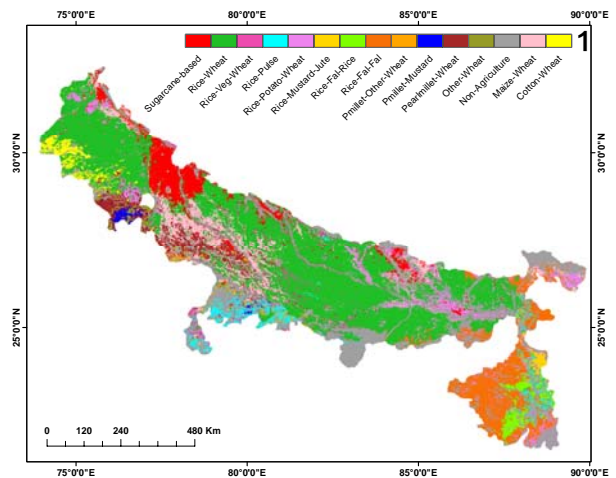 75°0'0"E 80°0'0"E 85°0'0"E 90°0'0"E
1
Sugarcane-based
Rice-Wheat
Rice-Veg-Wheat
Rice-Pulse
Rice-Potato-Wheat
Rice-Mustard-Jute
Rice-Fal-Rice
Rice-Fal-Fal
Pmillet-Other-Wheat
Pmillet-Mustard
Pearlmillet-Wheat
Other-Wheat
Non-Agriculture
Maize-Wheat
Cotton-Wheat
30°0'0"N 30°0'0"N
25°0'0"N 25°0'0"N
0 120 240 480 Km
75°0'0"E 80°0'0"E 85°0'0"E 90°0'0"E